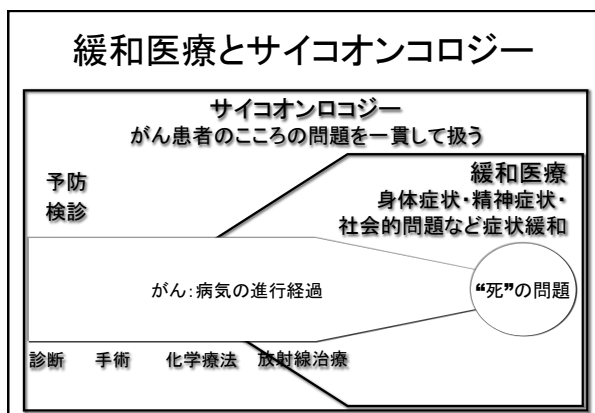 緩和医療とサイコオンコロジー
サイコオンロコジー
がん患者のこころの問題を一貫して扱う
予防
検診
緩和医療
身体症状・精神症状・
社会的問題など症状緩和
がん：病気の進行経過
❝死❞の問題
診断 手術 化学療法 放射線治療